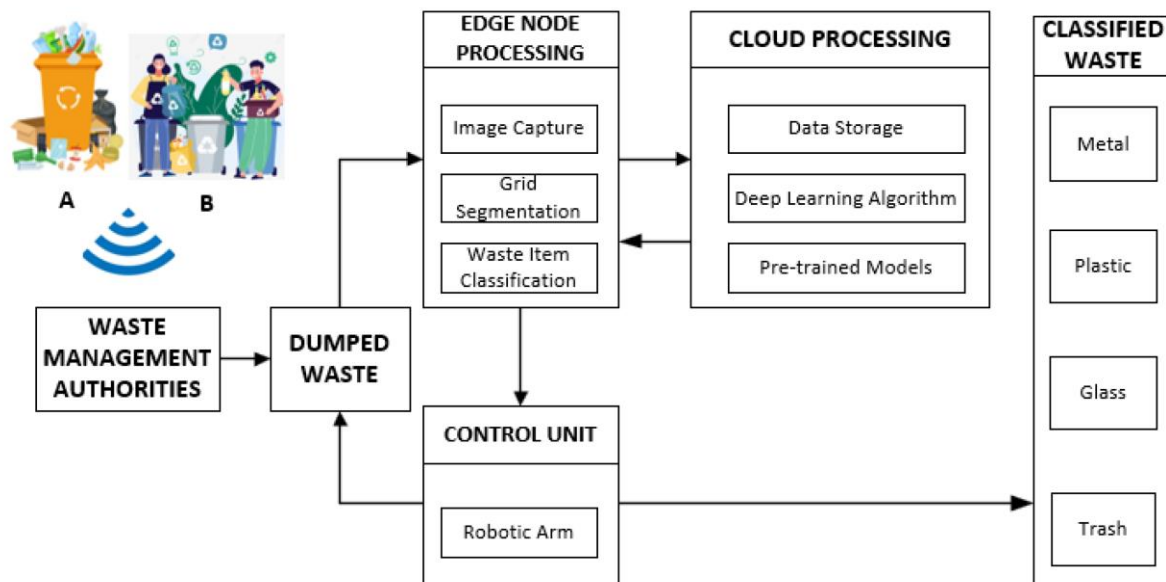 A
B
WASTE
MANAGEMENT
AUTHORITIES
DUMPED
WASTE
EDGE NODE
PROCESSING
Image Capture
Grid
Segmentation
Waste Item
Classification
CLOUD PROCESSING
Data Storage
Deep Learning Algorithm
Pre-trained Models
CONTROL UNIT
Robotic Arm
CLASSIFIED
WASTE
Metal
Plastic
Glass
Trash